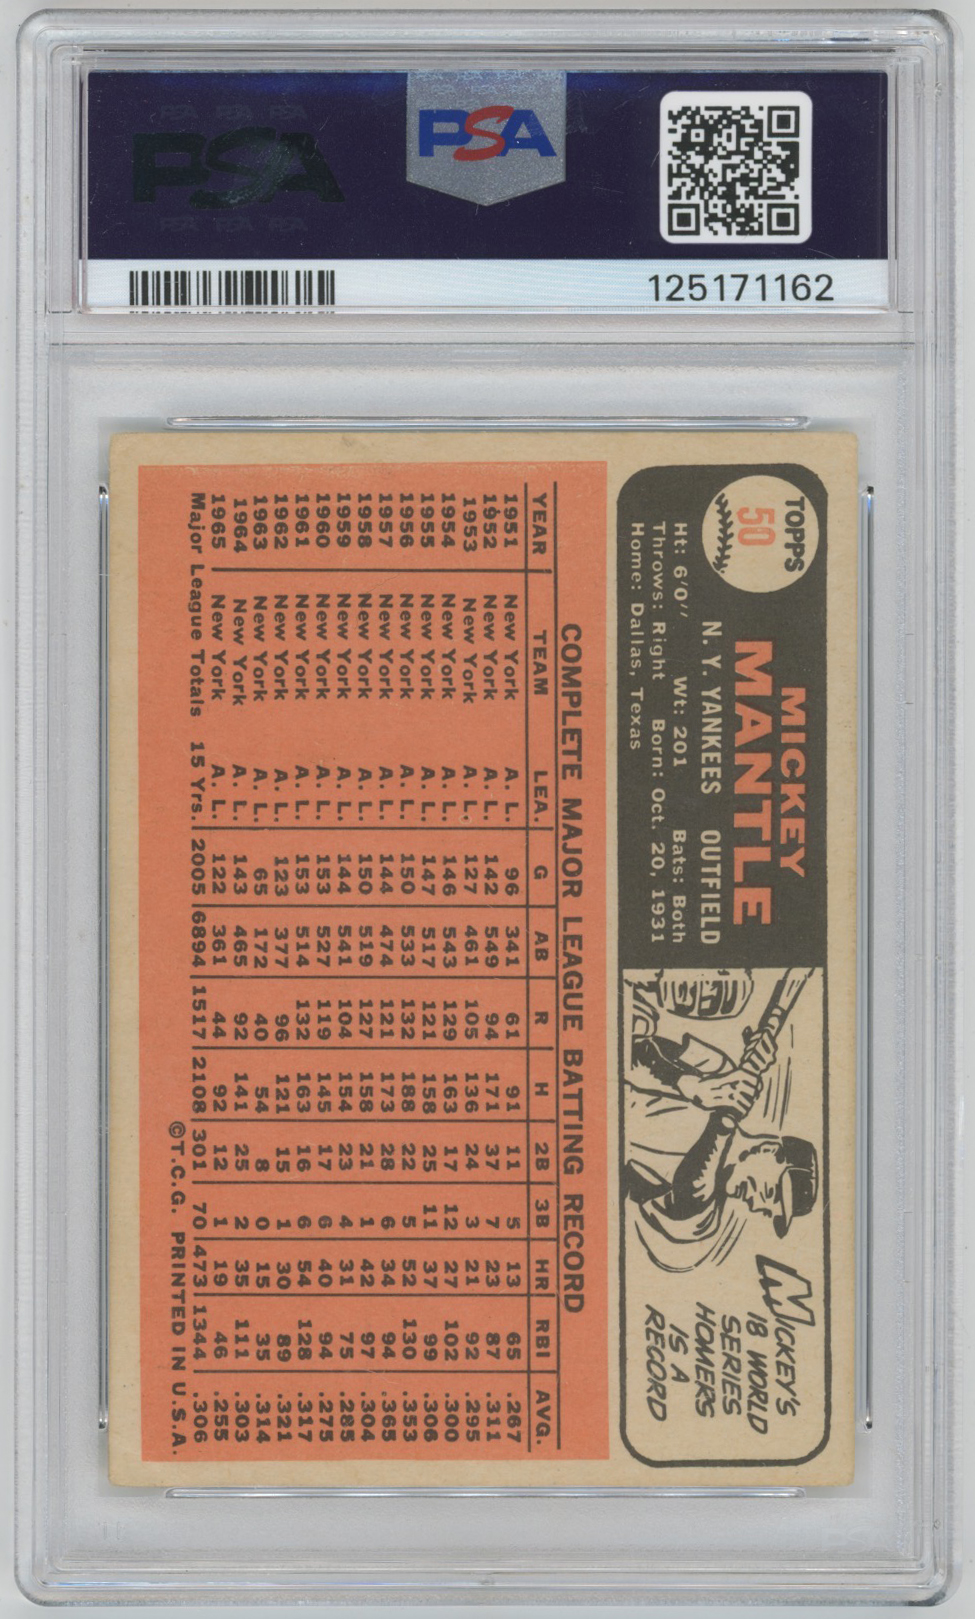 PSA
PSA
125171162
TOPPS
50
MICKEY
MANTLE
N. Y. YANKEES OUTFIELD
Ht: 6'0" Wt: 201 Bats: Both
Throws: Right Born: Oct. 20, 1931
Home: Dallas, Texas
MICKEY'S
18 WORLD
SERIES
HOMERS
IS A
RECORD
COMPLETE MAJOR LEAGUE BATTING RECORD
YEAR TEAM LEA. G AB R H 2B 3B HR RBI AVG.
1951 New York A. L. 96 341 61 91 11 5 13 65 .267
1952 New York A. L. 142 549 94 171 37 7 23 87 .311
1953 New York A. L. 127 461 105 136 24 3 21 92 .295
1954 New York A. L. 146 543 129 163 17 12 27 102 .300
1955 New York A. L. 147 517 121 158 25 11 37 99 .306
1956 New York A. L. 150 533 132 188 22 5 52 130 .353
1957 New York A. L. 144 474 121 173 28 6 34 94 .365
1958 New York A. L. 150 519 127 158 21 1 42 97 .304
1959 New York A. L. 144 541 104 154 23 4 31 75 .285
1960 New York A. L. 153 527 119 145 17 6 40 94 .275
1961 New York A. L. 153 514 132 163 16 6 54 128 .317
1962 New York A. L. 123 377 96 121 15 1 30 89 .321
1963 New York A. L. 65 172 40 54 8 0 15 35 .314
1964 New York A. L. 143 465 92 141 25 2 35 111 .303
1965 New York A. L. 122 361 44 92 12 1 19 46 .255
Major League Totals 15 Yrs. 2005 6894 1517 2108 301 70 473 1344 .306
©T.C.G. PRINTED IN U.S.A.